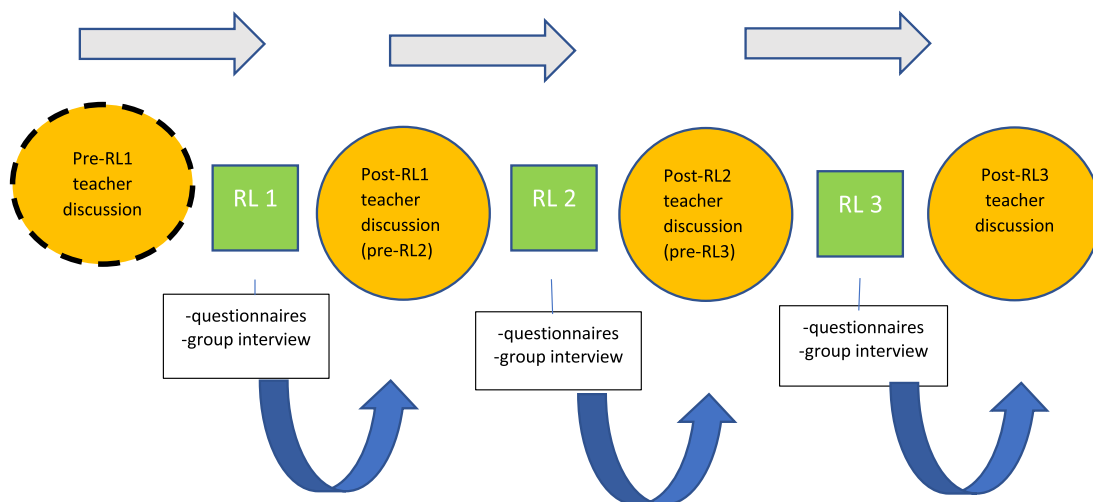 Pre-RL1
teacher
discussion
RL 1
Post-RL1
teacher
discussion
(pre-RL2)
RL 2
Post-RL2
teacher
discussion
(pre-RL3)
RL 3
Post-RL3
teacher
discussion
-questionnaires
-group interview
-questionnaires
-group interview
-questionnaires
-group interview